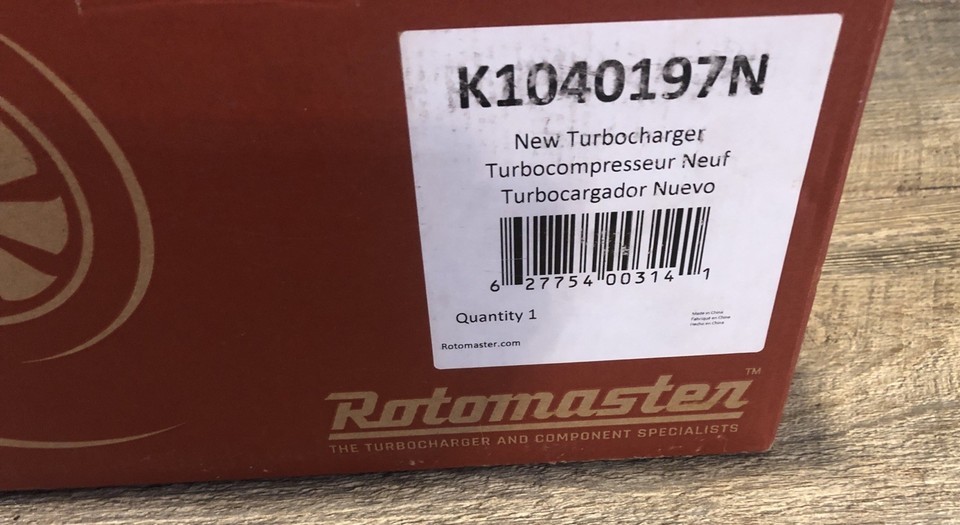 K1040197N
New Turbocharger
Turbocompresseur Neuf
Turbocargador Nuevo
6 27754 00314 1
Quantity 1
Made in China
Fabriqué en Chine
Hecho en China
Rotomaster.com
Rotomaster™
THE TURBOCHARGER AND COMPONENT SPECIALISTS